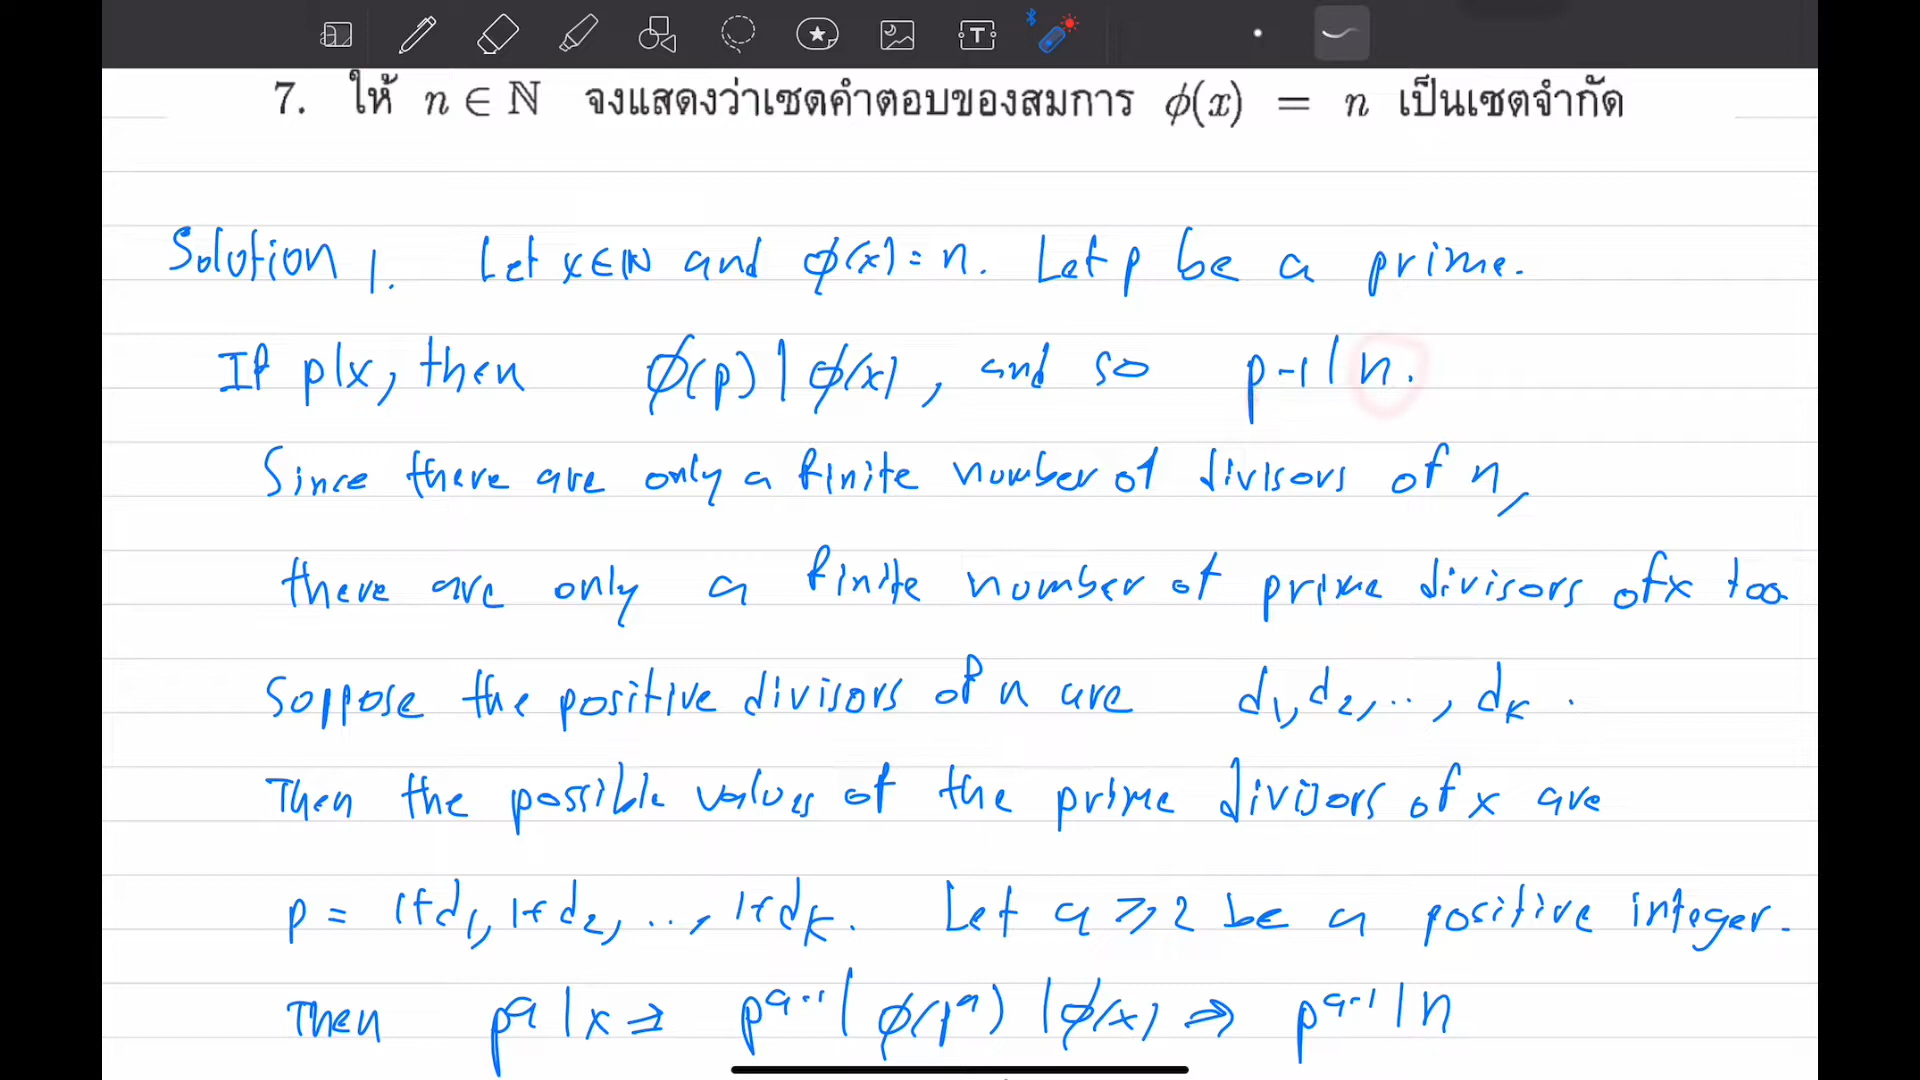 7. ให้ n ∈ ℕ จงแสดงว่าเซตคำตอบของสมการ ϕ(x) = n เป็นเซตจำกัด
Solution 1. Let x∈ℕ and ϕ(x)=n. Let p be a prime.
If p|x, then ϕ(p)|ϕ(x), and so p-1|n.
Since there are only a finite number of divisors of n,
there are only a finite number of prime divisors of x too
Suppose the positive divisors of n are d₁,d₂,..,dₖ.
Then the possible values of the prime divisors of x are
p = 1+d₁,1+d₂,...,1+dₖ. Let a ⩾ 2 be a positive integer.
Then pᵃ|x ⇒ pᵃ⁻¹|ϕ(pᵃ)|ϕ(x) ⇒ pᵃ⁻¹|n